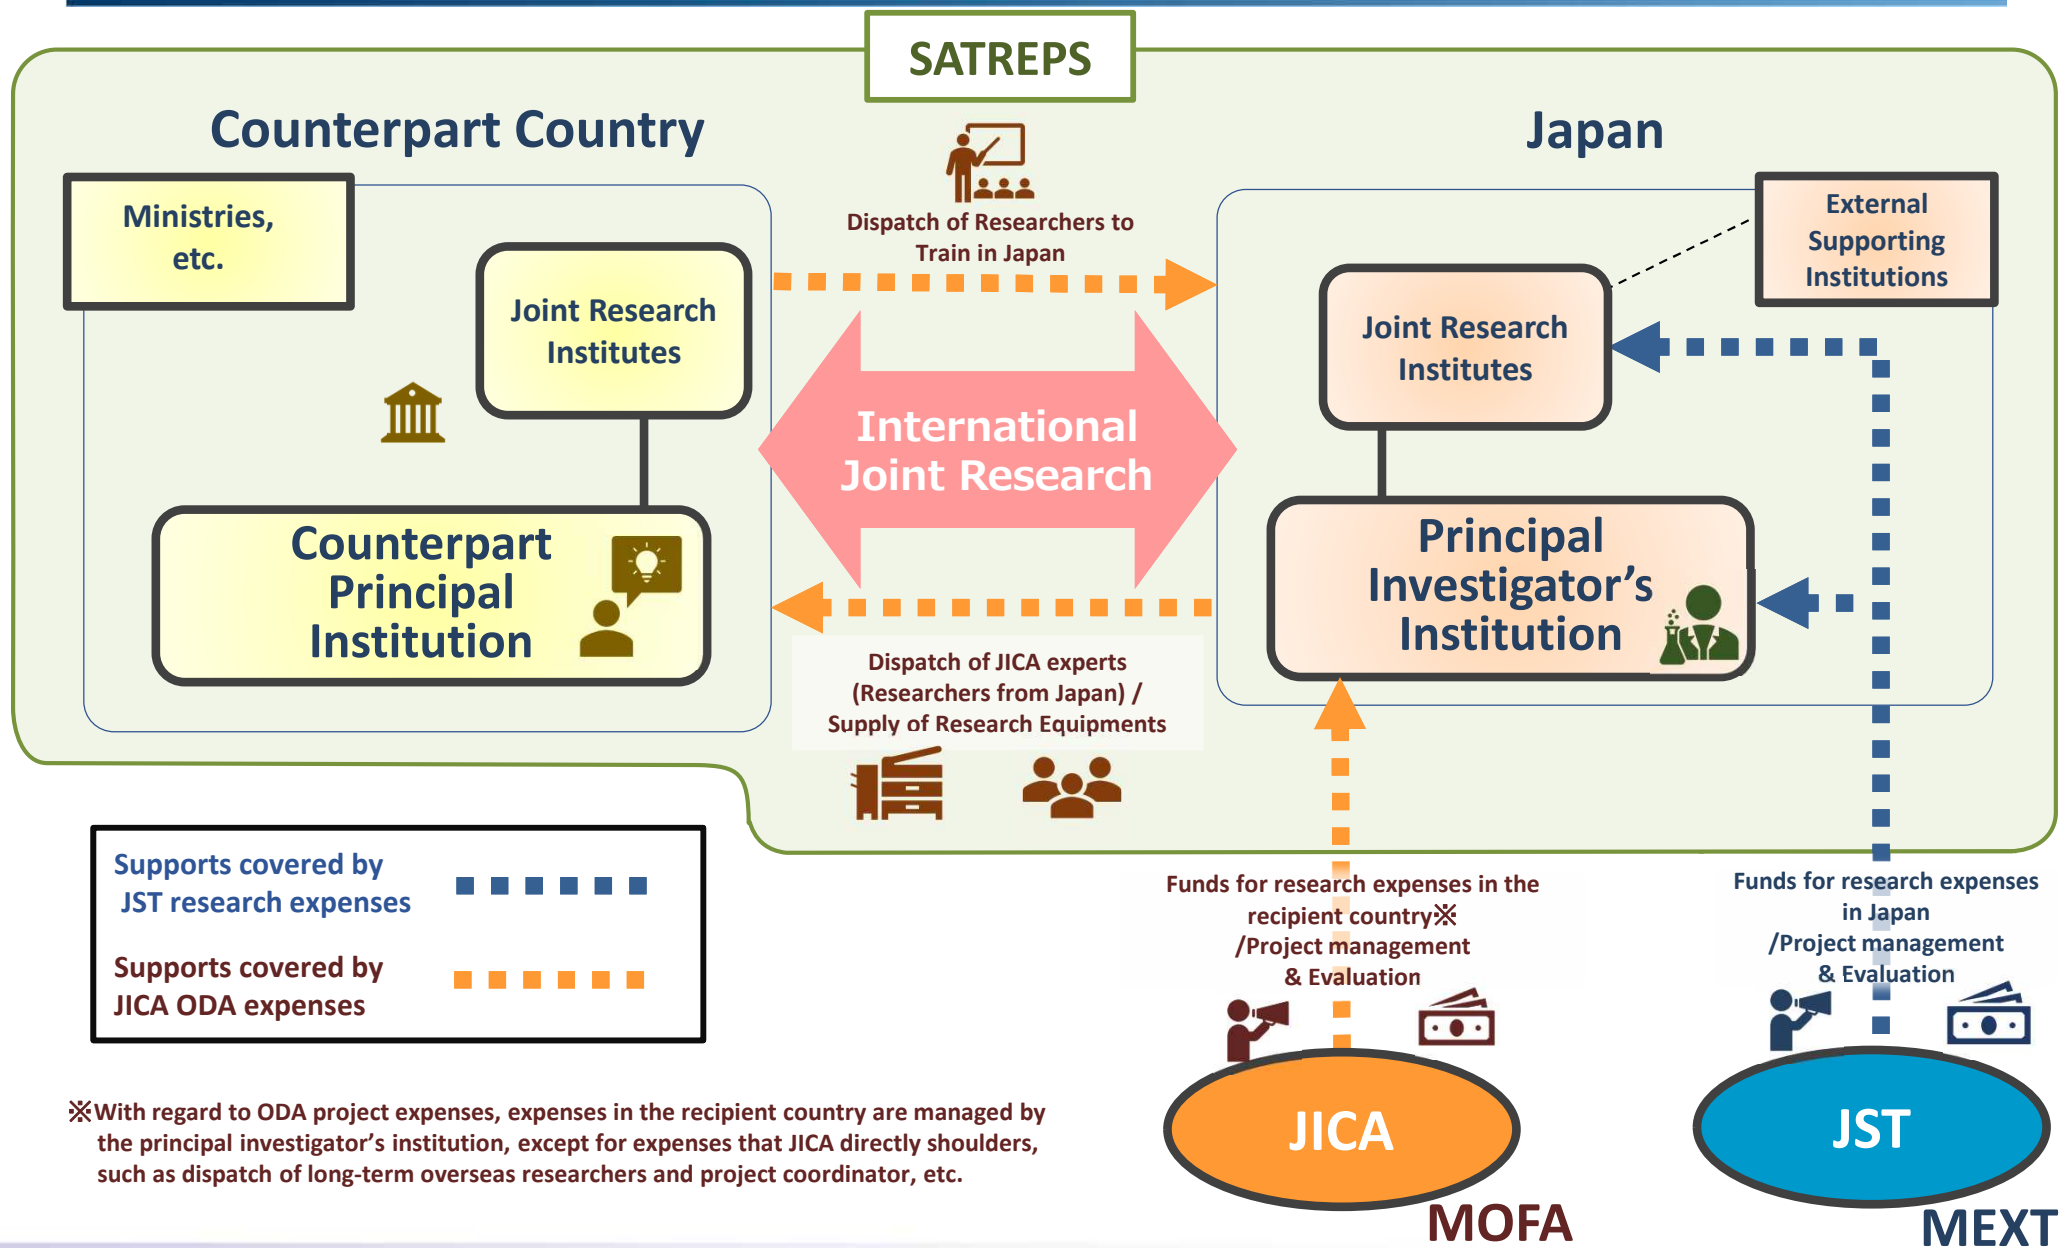 SATREPS
Counterpart Country
Japan
Ministries,
etc.
Joint Research
Institutes
Counterpart
Principal
Institution
Dispatch of Researchers to
Train in Japan
International
Joint Research
Dispatch of JICA experts
(Researchers from Japan) /
Supply of Research Equipments
External
Supporting
Institutions
Joint Research
Institutes
Principal
Investigator’s
Institution
Supports covered by
JST research expenses
Supports covered by
JICA ODA expenses
Funds for research expenses in the
recipient country※
/Project management
& Evaluation
Funds for research expenses
in Japan
/Project management
& Evaluation
※With regard to ODA project expenses, expenses in the recipient country are managed by
the principal investigator’s institution, except for expenses that JICA directly shoulders,
such as dispatch of long-term overseas researchers and project coordinator, etc.
JICA
MOFA
JST
MEXT